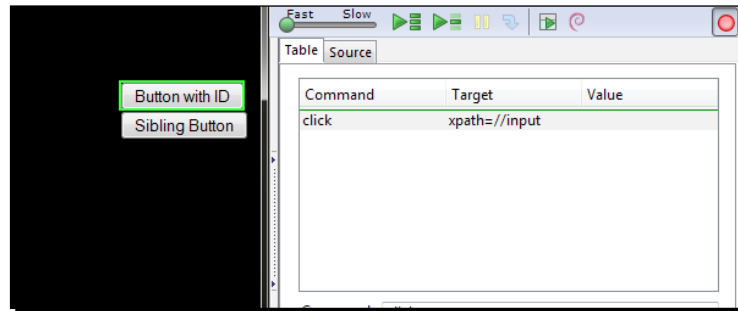 Fast Slow
Table Source
Button with ID
Sibling Button
Command Target Value
click xpath=//input